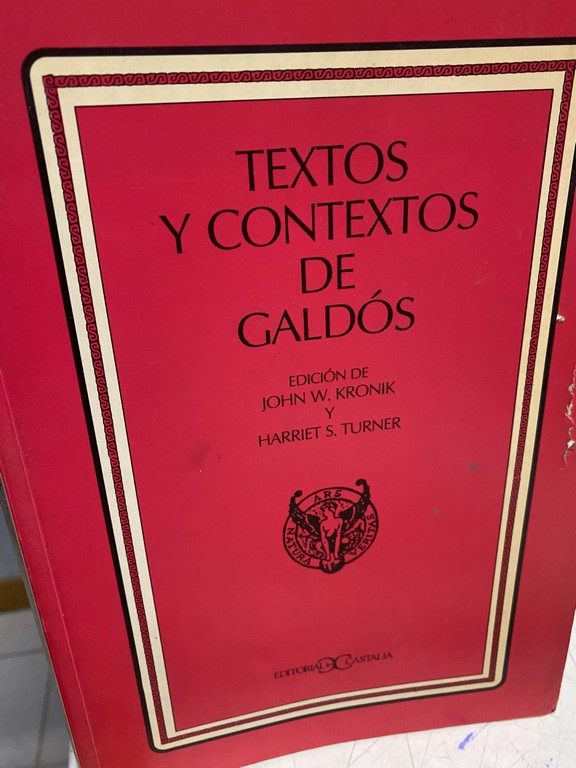 TEXTOS
Y CONTEXTOS
DE
GALDÓS
EDICIÓN DE
JOHN W. KRONIK
Y
HARRIET S. TURNER
ARS
NATURA VERITAS
EDITORIAL CASTALIA